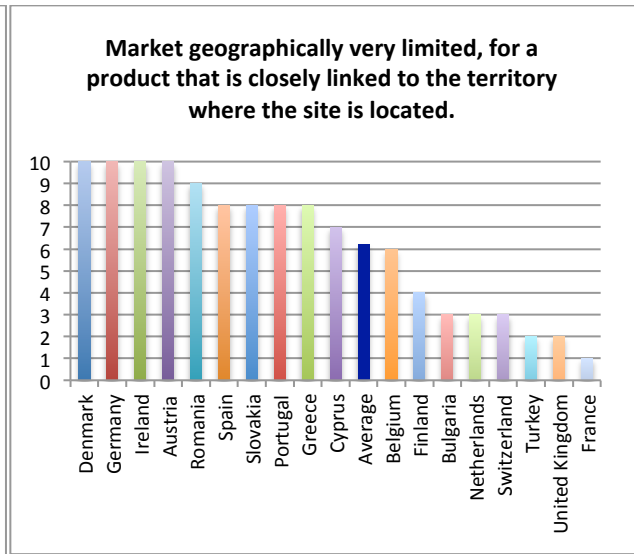 Market geographically very limited, for a
product that is closely linked to the territory
where the site is located.
10
9
8
7
6
5
4
3
2
1
0
Denmark
Germany
Ireland
Austria
Romania
Spain
Slovakia
Portugal
Greece
Cyprus
Average
Belgium
Finland
Bulgaria
Netherlands
Switzerland
Turkey
United Kingdom
France